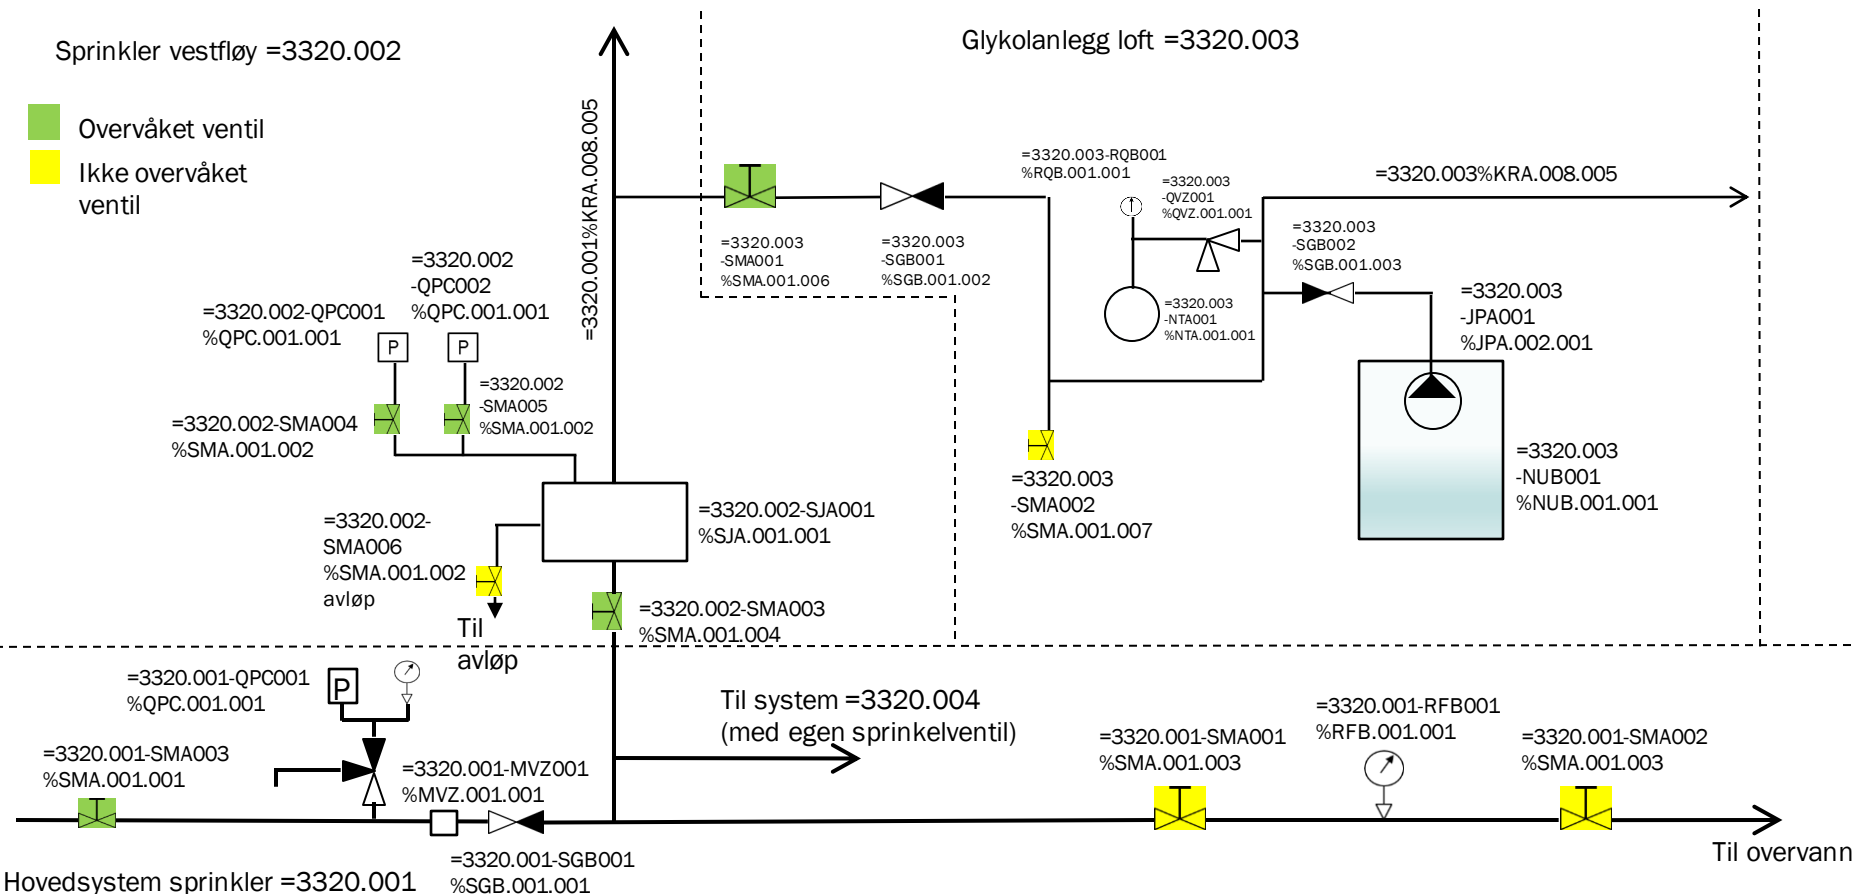 Sprinkler vestfløy =3320.002
Glykolanlegg loft =3320.003
Overvåket ventil
Ikke overvåket
ventil
=3320.001%KRA.008.005
=3320.003-RQB001
%RQB.001.001
=3320.003
-QVZ001
%QVZ.001.001
=3320.003%KRA.008.005
=3320.003
-SMA001
%SMA.001.006
=3320.003
-SGB001
%SGB.001.002
=3320.003
-SGB002
%SGB.001.003
=3320.003
-NTA001
%NTA.001.001
=3320.003
-JPA001
%JPA.002.001
=3320.002
-QPC002
%QPC.001.001
=3320.002-QPC001
%QPC.001.001
P
P
=3320.002
-SMA005
%SMA.001.002
=3320.002-SMA004
%SMA.001.002
=3320.003
-SMA002
%SMA.001.007
=3320.003
-NUB001
%NUB.001.001
=3320.002-SJA001
%SJA.001.001
=3320.002-
SMA006
%SMA.001.002
avløp
Til
avløp
=3320.002-SMA003
%SMA.001.004
=3320.001-QPC001
%QPC.001.001
P
Til system =3320.004
(med egen sprinkelventil)
=3320.001-RFB001
%RFB.001.001
=3320.001-SMA003
%SMA.001.001
=3320.001-MVZ001
%MVZ.001.001
=3320.001-SMA001
%SMA.001.003
=3320.001-SMA002
%SMA.001.003
=3320.001-SGB001
%SGB.001.001
Til overvann
Hovedsystem sprinkler =3320.001